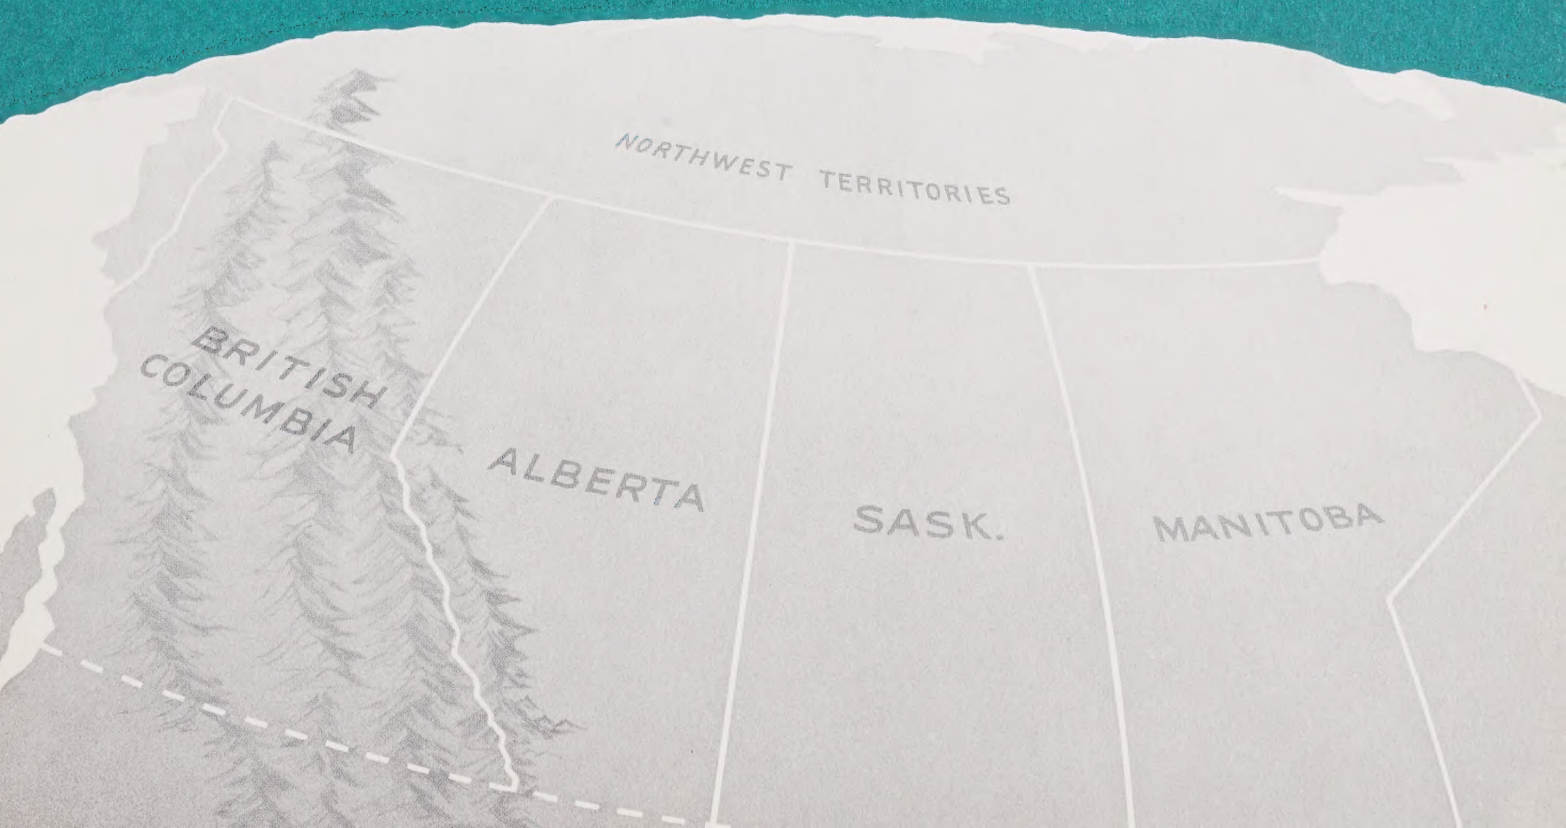 NORTHWEST TERRITORIES
BRITISH
COLUMBIA
ALBERTA
SASK.
MANITOBA